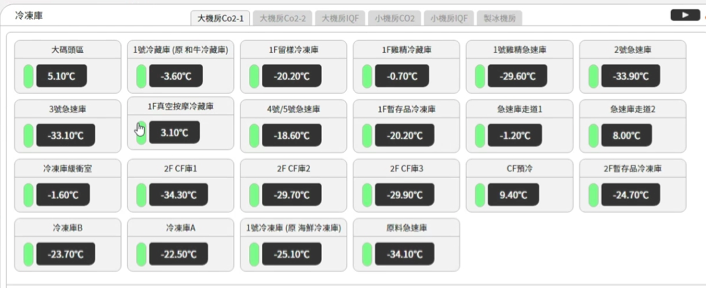 冷凍庫
大機房Co2-1
大機房Co2-2
大機房IQF
小機房CO2
小機房IQF
製冰機房
大碼頭區
1號冷藏庫 (原 和牛冷藏庫)
1F留樣冷凍庫
1F雞精冷藏庫
1號雞精急速庫
2號急速庫
5.10°C
-3.60°C
-20.20°C
-0.70°C
-29.60°C
-33.90°C
3號急速庫
1F真空按摩冷藏庫
4號/5號急速庫
1F暫存品冷凍庫
急速庫走道1
急速庫走道2
-33.10°C
3.10°C
-18.60°C
-20.20°C
-1.20°C
8.00°C
冷凍庫緩衝室
2F CF庫1
2F CF庫2
2F CF庫3
CF預冷
2F暫存品冷凍庫
-1.60°C
-34.30°C
-29.70°C
-29.90°C
9.40°C
-24.70°C
冷凍庫B
冷凍庫A
1號冷凍庫 (原 海鮮冷凍庫)
原料急速庫
-23.70°C
-22.50°C
-25.10°C
-34.10°C